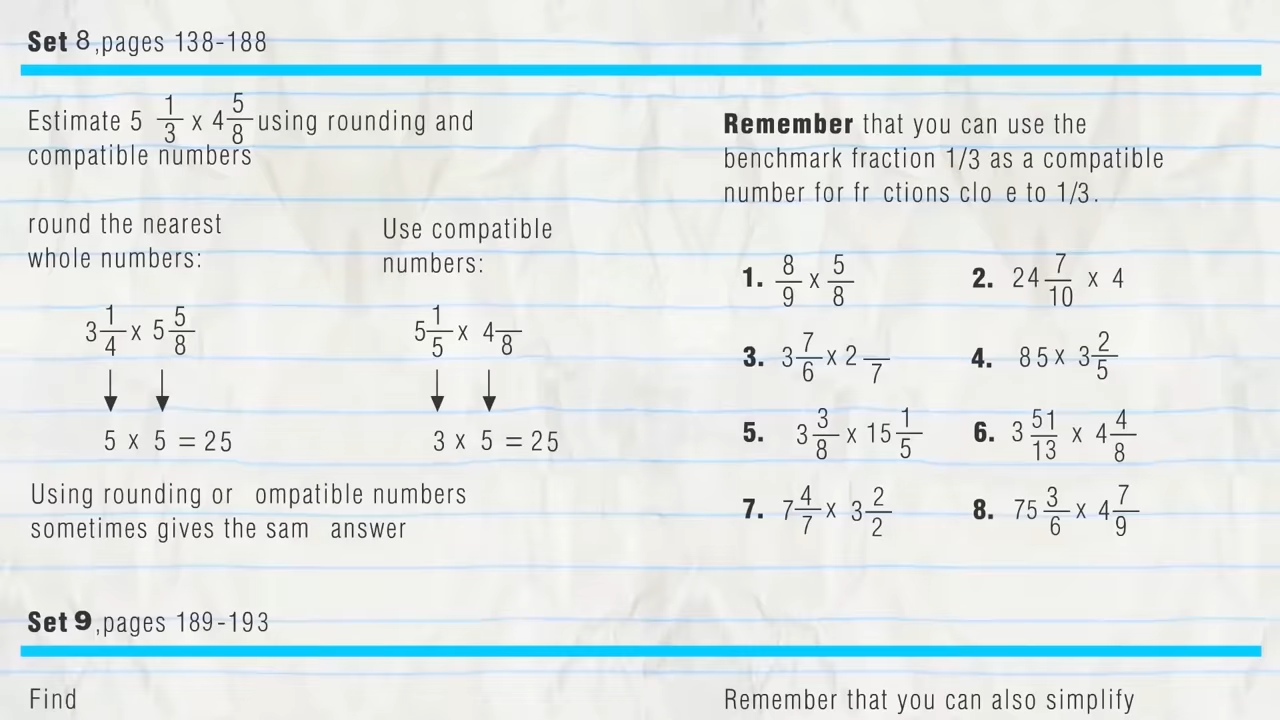 Set 8,pages 138-188
Estimate 5 1/3 x 4 5/8 using rounding and
compatible numbers
round the nearest
whole numbers:
3 1/4 x 5 5/8
5 x 5 = 25
Use compatible
numbers:
5 1/5 x 4 /8
3 x 5 = 25
Using rounding or ompatible numbers
sometimes gives the sam answer
Remember that you can use the
benchmark fraction 1/3 as a compatible
number for fr ctions clo e to 1/3.
1. 8/9 x 5/8
2. 24 7/10 x 4
3. 3 7/6 x 2 /7
4. 85 x 3 2/5
5. 3 3/8 x 15 1/5
6. 3 51/13 x 4 4/8
7. 7 4/7 x 3 2/2
8. 75 3/6 x 4 7/9
Set 9,pages 189-193
Find
Remember that you can also simplify